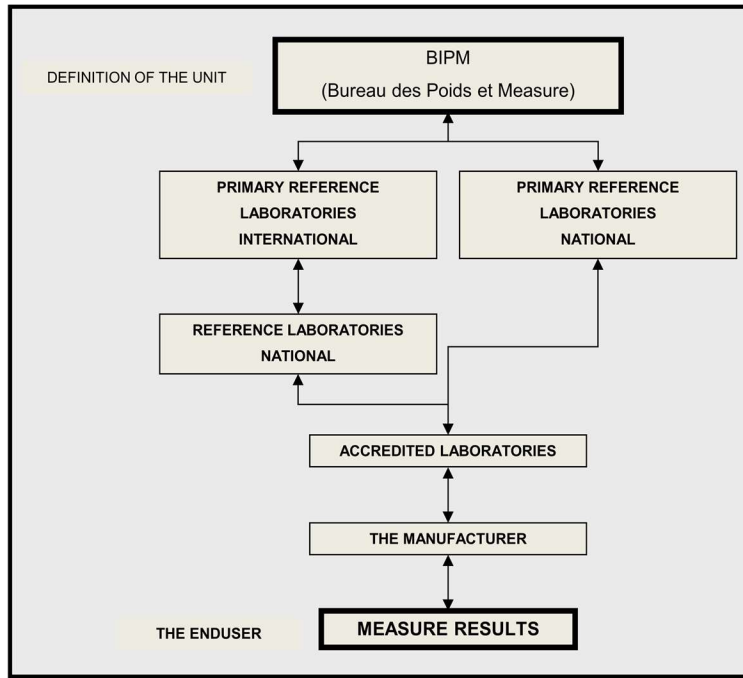 DEFINITION OF THE UNIT
BIPM
(Bureau des Poids et Measure)
PRIMARY REFERENCE
LABORATORIES
INTERNATIONAL
PRIMARY REFERENCE
LABORATORIES
NATIONAL
REFERENCE LABORATORIES
NATIONAL
ACCREDITED LABORATORIES
THE MANUFACTURER
THE ENDUSER
MEASURE RESULTS